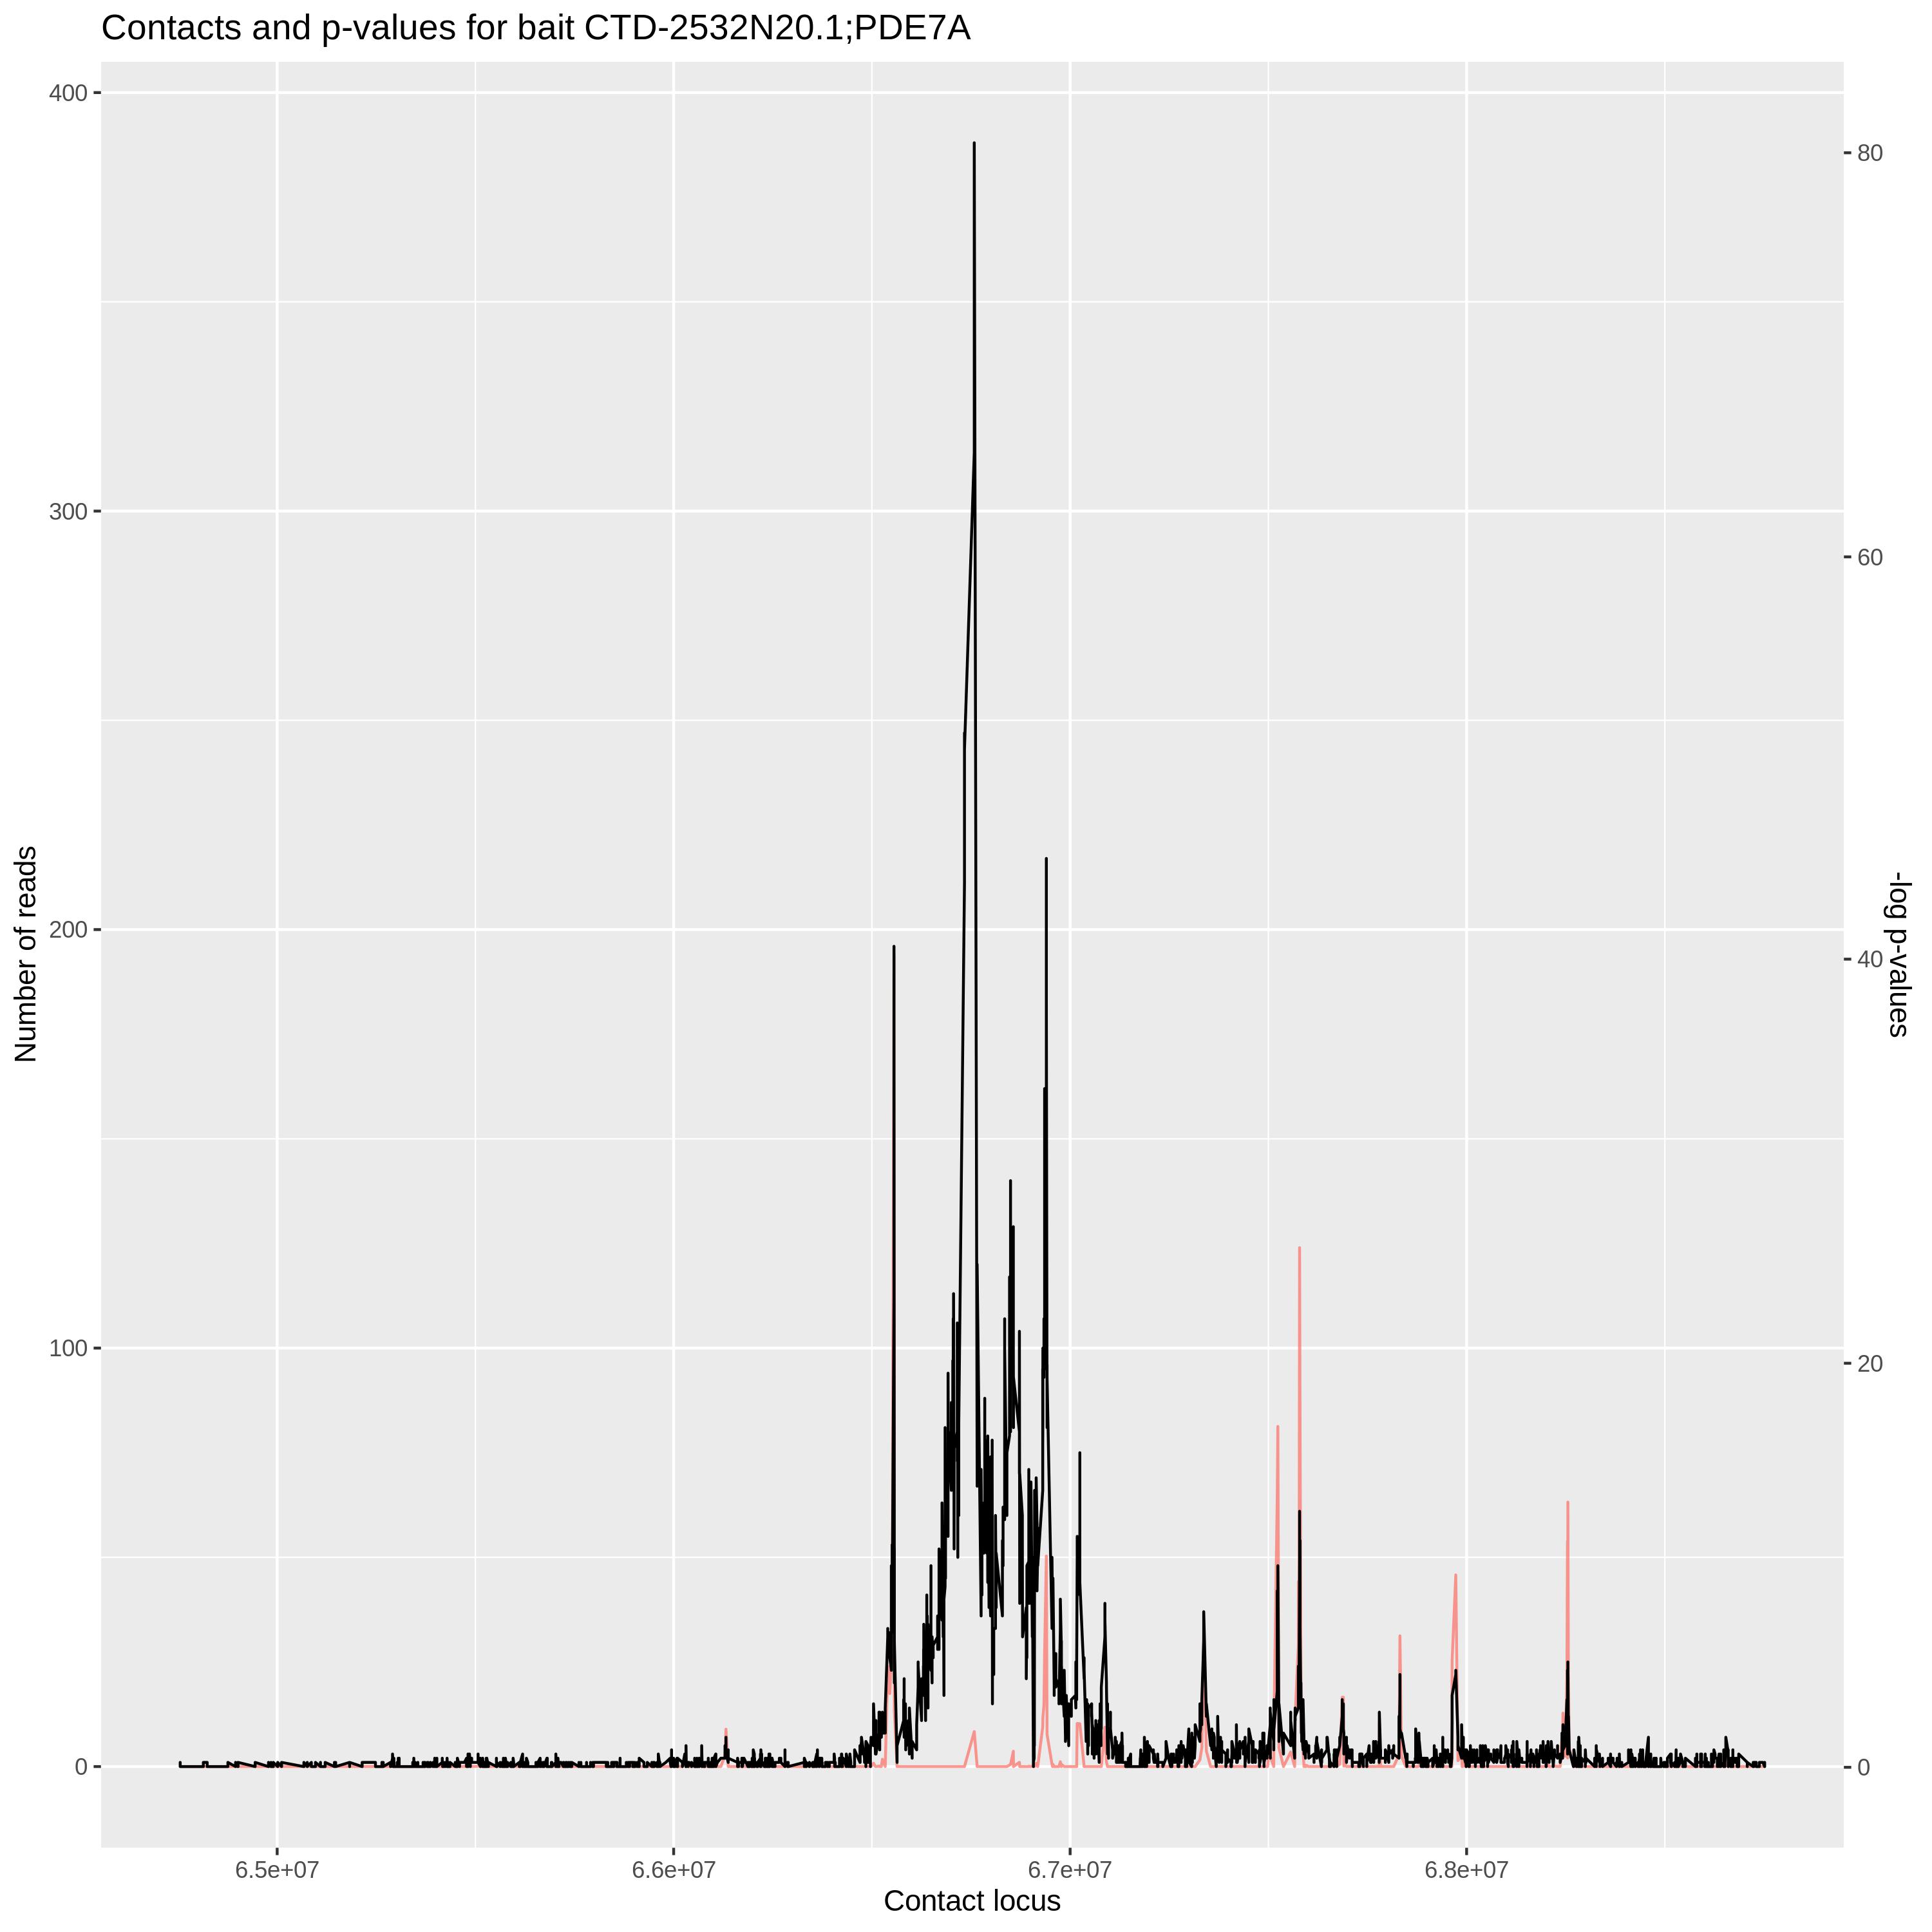 Contacts and p-values for bait CTD-2532N20.1;PDE7A
400
300
200
100
0
Number of reads
80
60
40
20
0
-log p-values
6.5e+07 6.6e+07 6.7e+07 6.8e+07
Contact locus